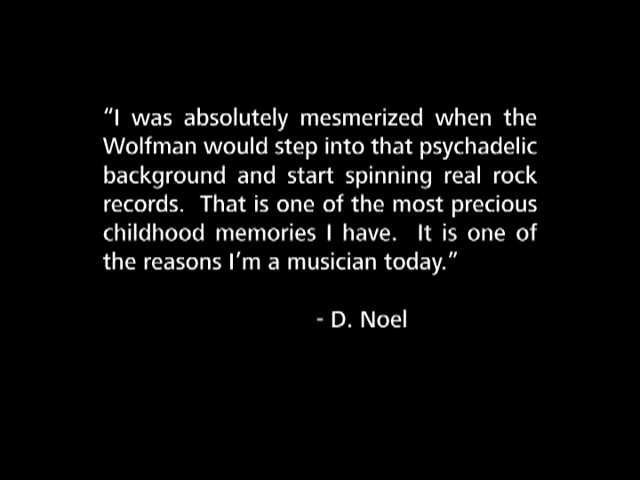 “I was absolutely mesmerized when the
Wolfman would step into that psychadelic
background and start spinning real rock
records.  That is one of the most precious
childhood memories I have.  It is one of
the reasons I’m a musician today.”
- D. Noel